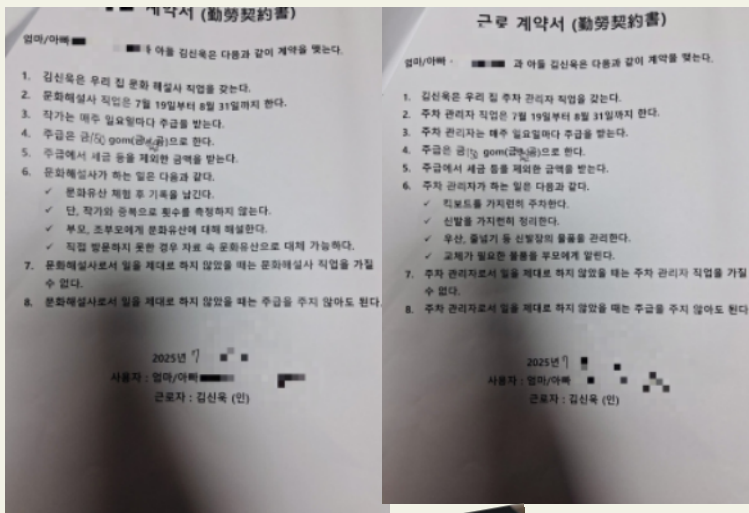 계약서 (勤勞契約書)
엄마/아빠
과 아들 김신욱은 다음과 같이 계약을 맺는다.
1. 김신욱은 우리 집 문화 해설사 직업을 갖는다.
2. 문화해설사 직업은 7월 19일부터 8월 31일까지 한다.
3. 작가는 매주 일요일마다 주급을 받는다.
4. 주급은 금150 gom(금 곰)으로 한다.
5. 주급에서 세금 등을 제외한 금액을 받는다.
6. 문화해설사가 하는 일은 다음과 같다.
✓ 문화유산 체험 후 기록을 남긴다.
✓ 단, 작가와 중복으로 횟수를 측정하지 않는다.
✓ 부모, 조부모에게 문화유산에 대해 해설한다.
✓ 직접 방문하지 못한 경우 자료 속 문화유산으로 대체 가능하다.
7. 문화해설사로서 일을 제대로 하지 않았을 때는 문화해설사 직업을 가질
수 없다.
8. 문화해설사로서 일을 제대로 하지 않았을 때는 주급을 주지 않아도 된다
2025년 7
사용자 : 엄마/아빠
근로자 : 김신욱 (인)
근로 계약서 (勤勞契約書)
엄마/아빠
과 아들 김신욱은 다음과 같이 계약을 맺는다.
1. 김신욱은 우리 집 주차 관리자 직업을 갖는다.
2. 주차 관리자 직업은 7월 19일부터 8월 31일까지 한다.
3. 주차 관리자는 매주 일요일마다 주급을 받는다.
4. 주급은 금150 gom(금 곰)으로 한다.
5. 주급에서 세금 등을 제외한 금액을 받는다.
6. 주차 관리자가 하는 일은 다음과 같다.
✓ 킥보드를 가지런히 주차한다.
✓ 신발을 가지런히 정리한다.
✓ 우산, 줄넘기 등 신발장의 물품을 관리한다.
✓ 교체가 필요한 물품을 부모에게 알린다.
7. 주차 관리자로서 일을 제대로 하지 않았을 때는 주차 관리자 직업을 가질
수 없다.
8. 주차 관리자로서 일을 제대로 하지 않았을 때는 주급을 주지 않아도 된다
2025년 7
사용자 : 엄마/아빠
근로자 : 김신욱 (인)